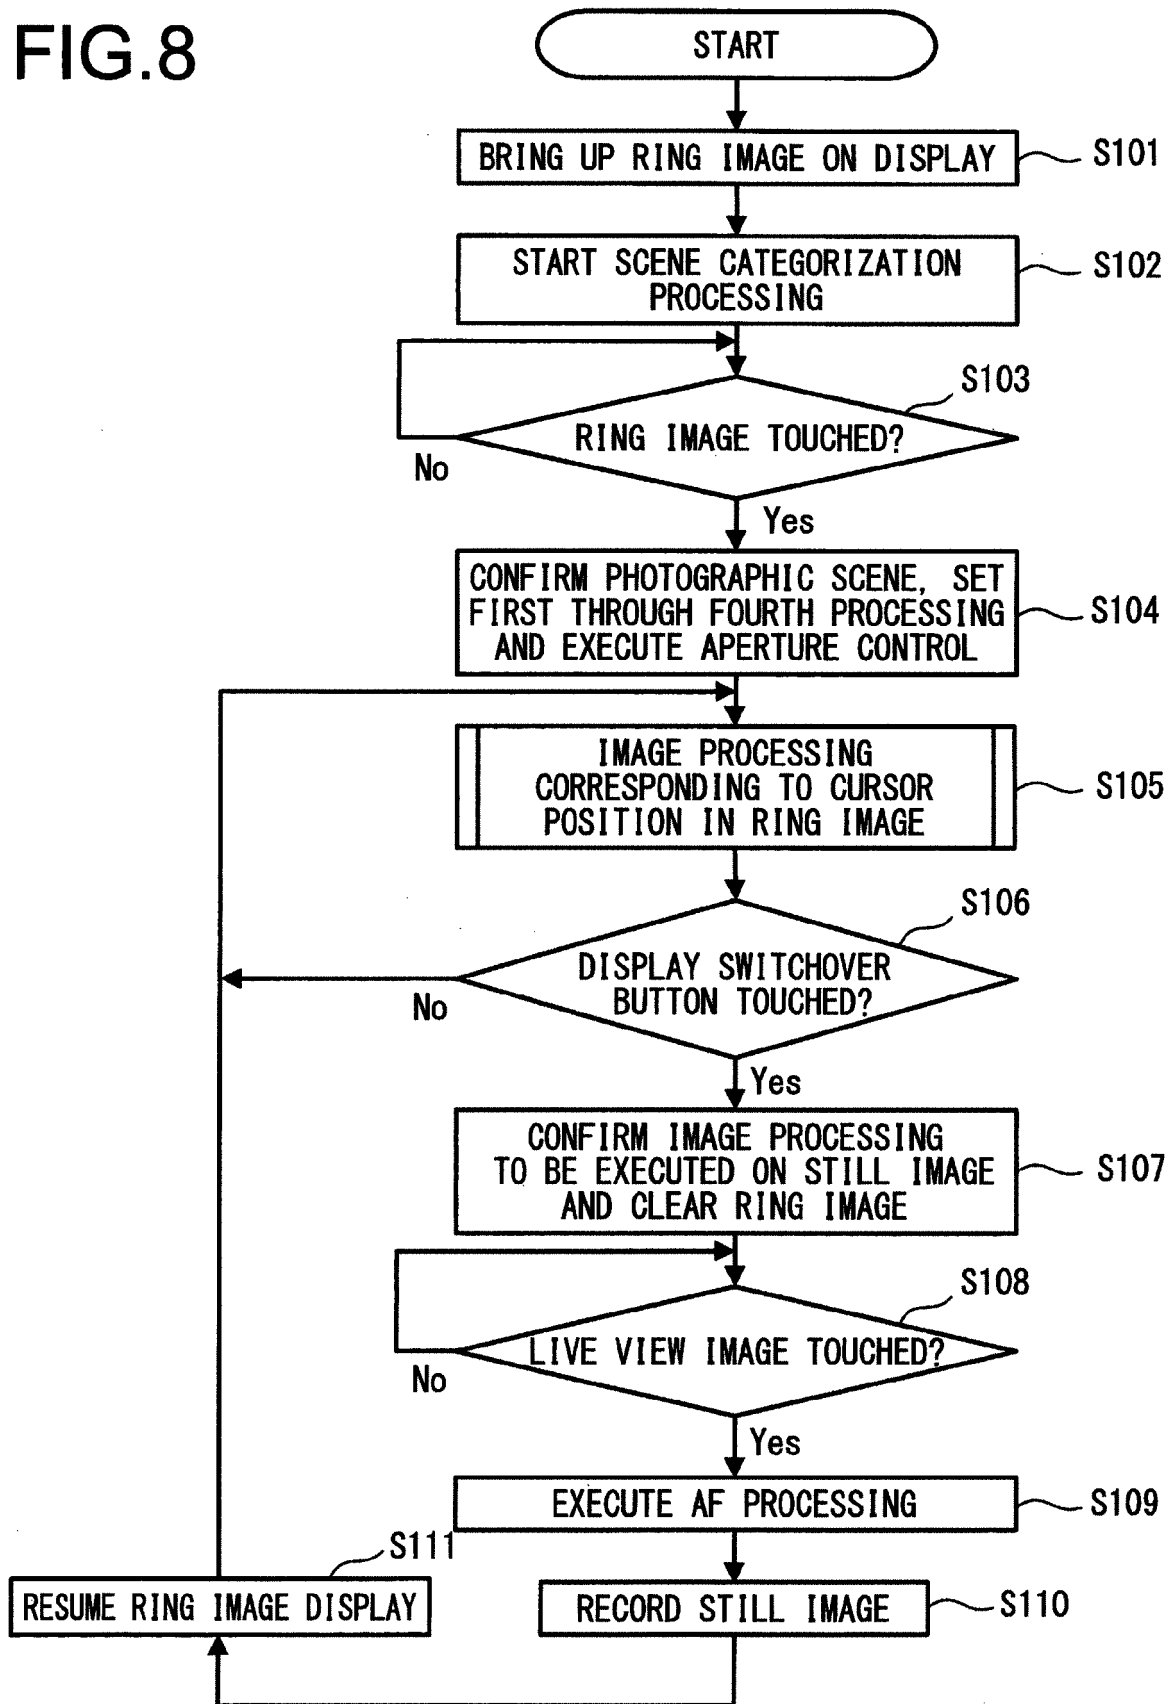 FIG.8
START
BRING UP RING IMAGE ON DISPLAY
S101
START SCENE CATEGORIZATION
PROCESSING
S102
S103
RING IMAGE TOUCHED?
No
Yes
CONFIRM PHOTOGRAPHIC SCENE, SET
FIRST THROUGH FOURTH PROCESSING
AND EXECUTE APERTURE CONTROL
S104
IMAGE PROCESSING
CORRESPONDING TO CURSOR
POSITION IN RING IMAGE
S105
S106
DISPLAY SWITCHOVER
BUTTON TOUCHED?
No
Yes
CONFIRM IMAGE PROCESSING
TO BE EXECUTED ON STILL IMAGE
AND CLEAR RING IMAGE
S107
S108
LIVE VIEW IMAGE TOUCHED?
No
Yes
EXECUTE AF PROCESSING
S109
S111
RESUME RING IMAGE DISPLAY
RECORD STILL IMAGE
S110